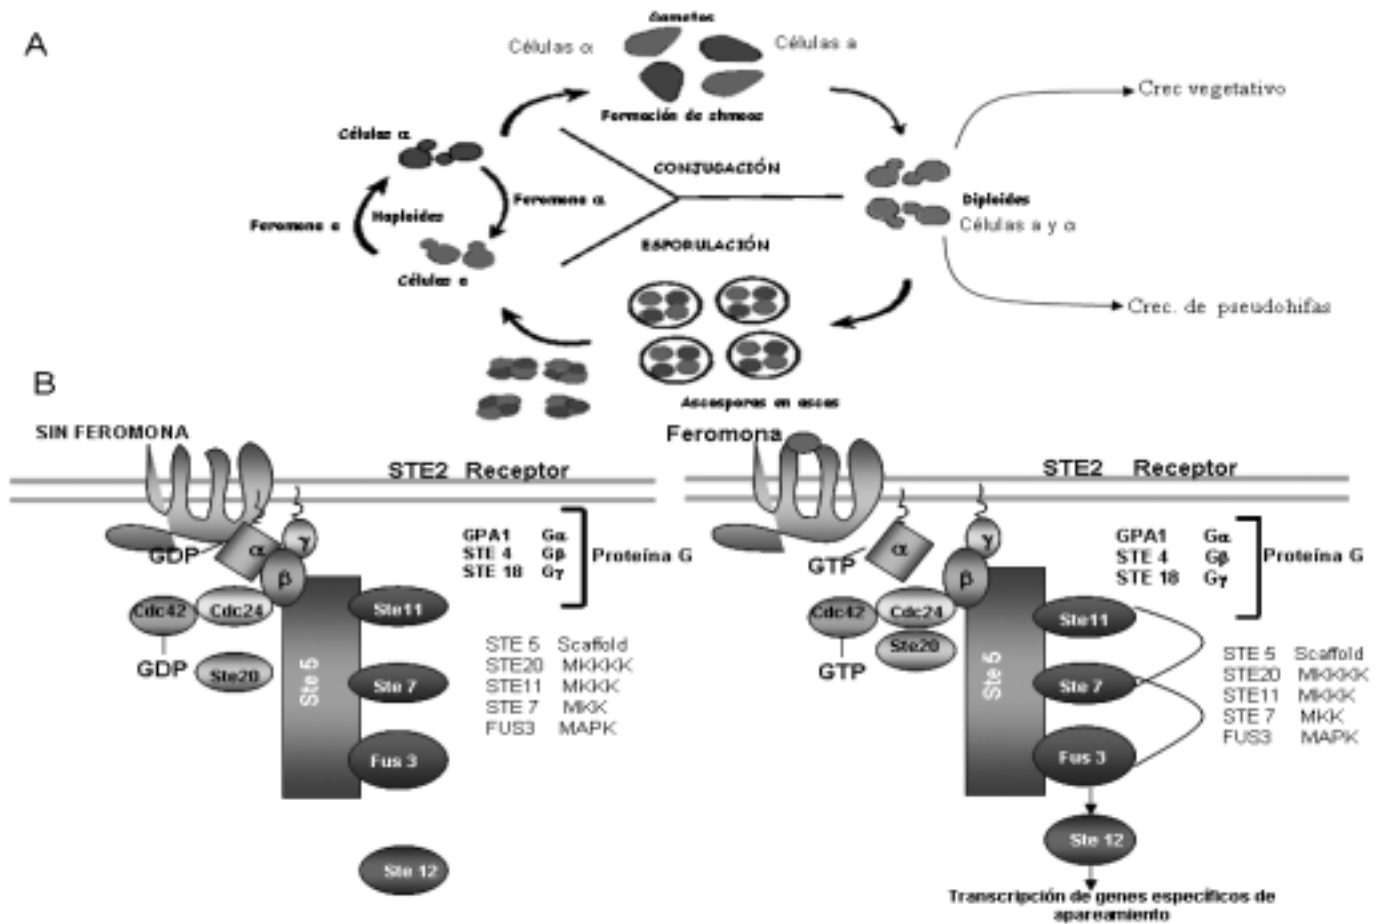 A
Gametos
Células α
Células a
Formación de shmoos
Crec vegetativo
Células α
CONJUGACIÓN
Feromona α
Haploides
Feromona a
Diploides
Células a y α
ESPORULACIÓN
Células a
Crec. de pseudohifas
Ascosporas en ascas
B
SIN FEROMONA
STE2 Receptor
GDP
α
γ
β
GPA1 Gα
STE 4 Gβ
STE 18 Gγ
Proteína G
Cdc42
Cdc24
Ste11
GDP
Ste20
Ste 5
Ste 7
Fus 3
STE 5 Scaffold
STE20 MKKKK
STE11 MKKK
STE 7 MKK
FUS3 MAPK
Ste 12
Feromona
STE2 Receptor
GTP
α
γ
β
GPA1 Gα
STE 4 Gβ
STE 18 Gγ
Proteína G
Cdc42
Cdc24
Ste11
Ste20
GTP
Ste 5
Ste 7
Fus 3
STE 5 Scaffold
STE20 MKKKK
STE11 MKKK
STE 7 MKK
FUS3 MAPK
Ste 12
Transcripción de genes específicos de
apareamiento